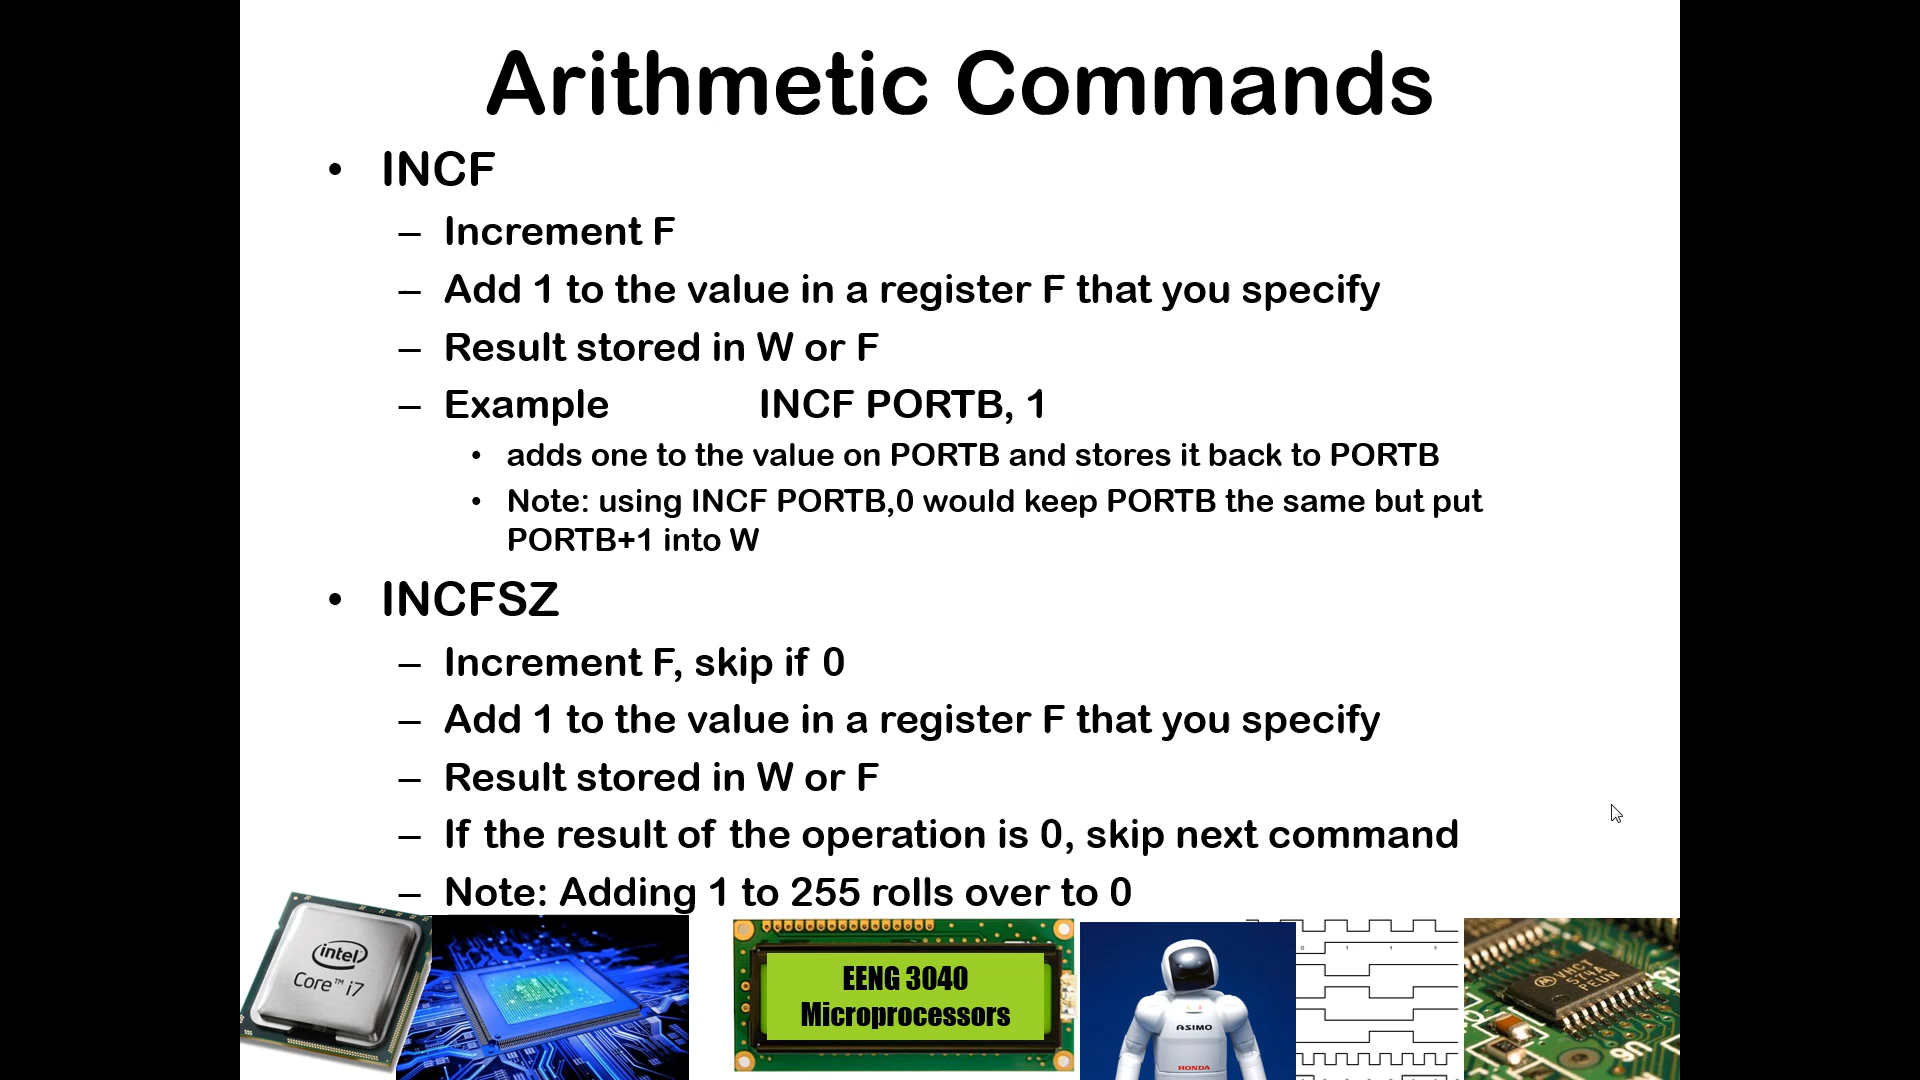 Arithmetic Commands
• INCF
– Increment F
– Add 1 to the value in a register F that you specify
– Result stored in W or F
– Example INCF PORTB, 1
• adds one to the value on PORTB and stores it back to PORTB
• Note: using INCF PORTB,0 would keep PORTB the same but put
PORTB+1 into W
• INCFSZ
– Increment F, skip if 0
– Add 1 to the value in a register F that you specify
– Result stored in W or F
– If the result of the operation is 0, skip next command
– Note: Adding 1 to 255 rolls over to 0
intel
Core™ i7
EENG 3040
Microprocessors
ASIMO
HONDA
VHCT
517A